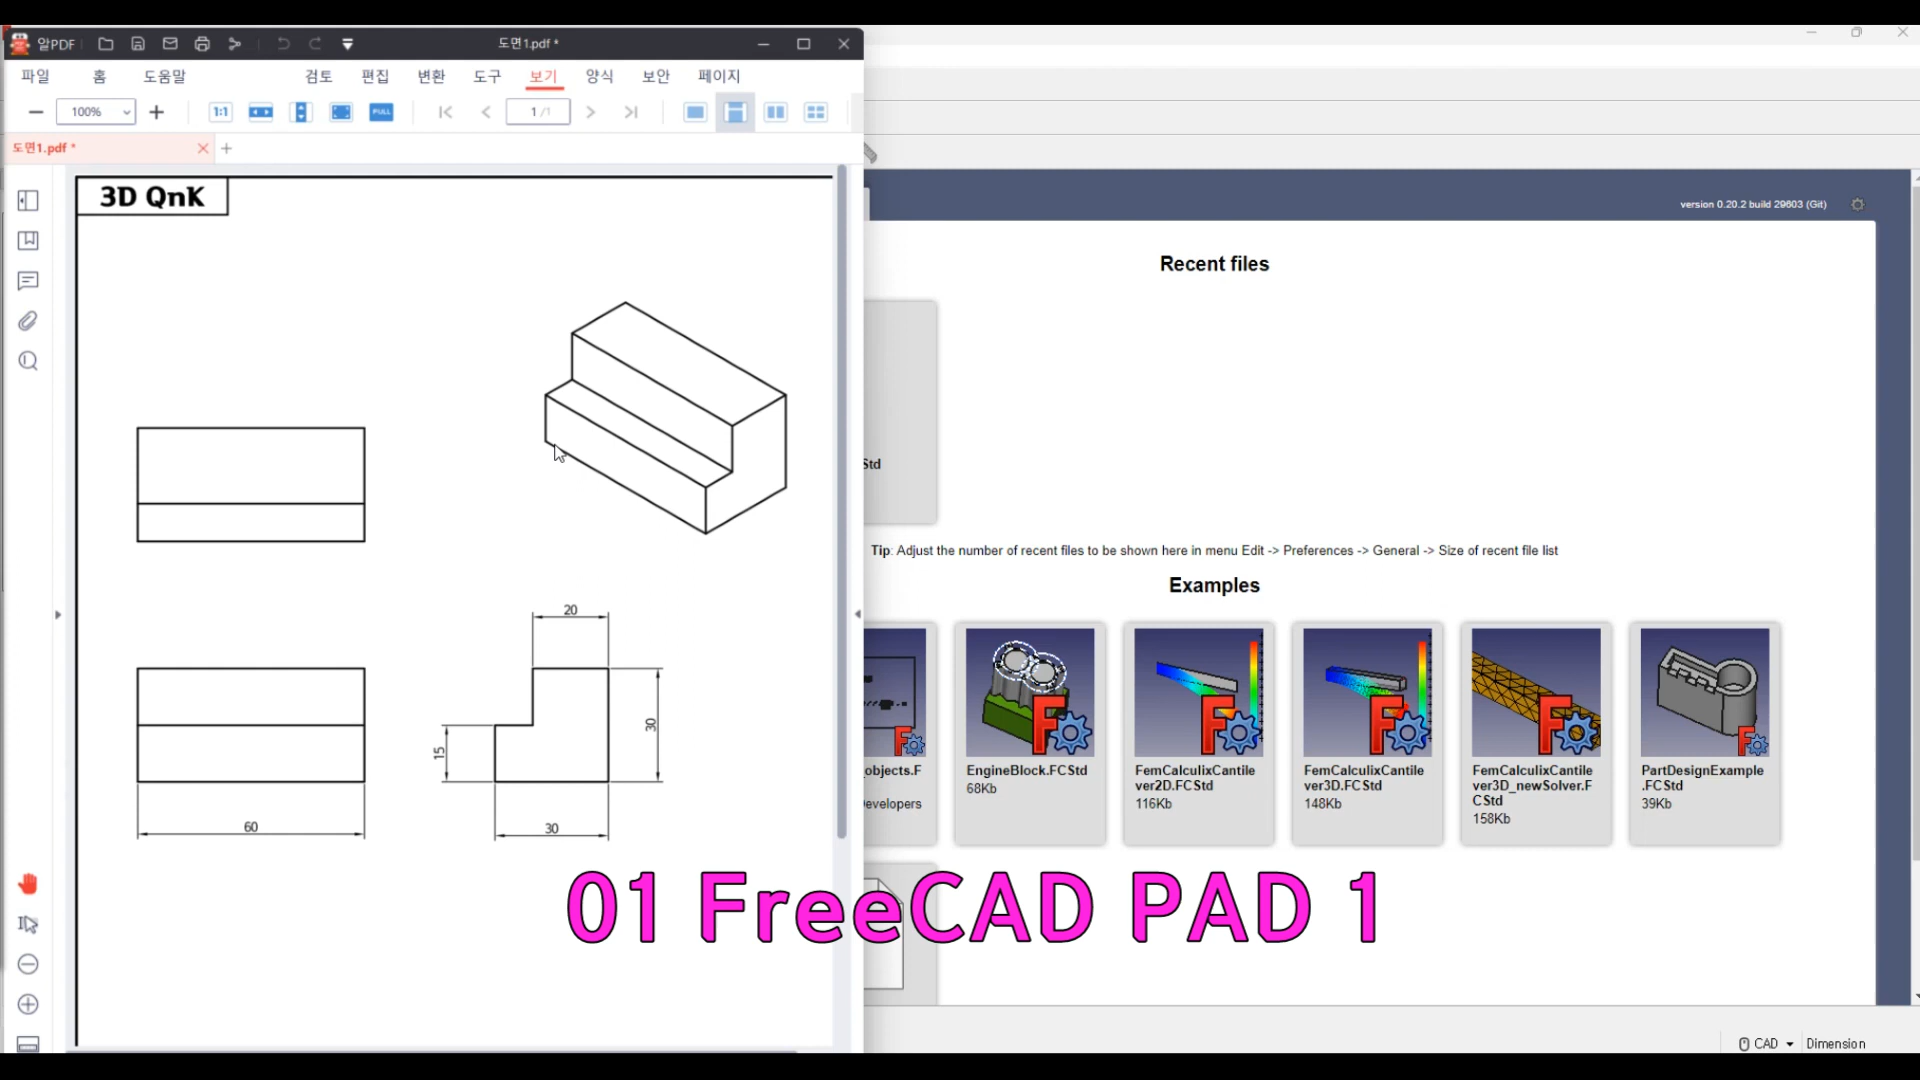 알PDF
도면1.pdf *
파일 홈 도움말 검토 편집 변환 도구 보기 양식 보안 페이지
100%
1:1
FULL
1 /1
도면1.pdf *
3D QnK
20
15
30
60
30
version 0.20.2 build 29603 (Git)
Recent files
Std
Tip: Adjust the number of recent files to be shown here in menu Edit -> Preferences -> General -> Size of recent file list
Examples
_objects.F
evelopers
EngineBlock.FCStd
68Kb
FemCalculixCantile
ver2D.FCStd
116Kb
FemCalculixCantile
ver3D.FCStd
148Kb
FemCalculixCantile
ver3D_newSolver.F
CStd
158Kb
PartDesignExample
.FCStd
39Kb
01 FreeCAD PAD 1
CAD
Dimension